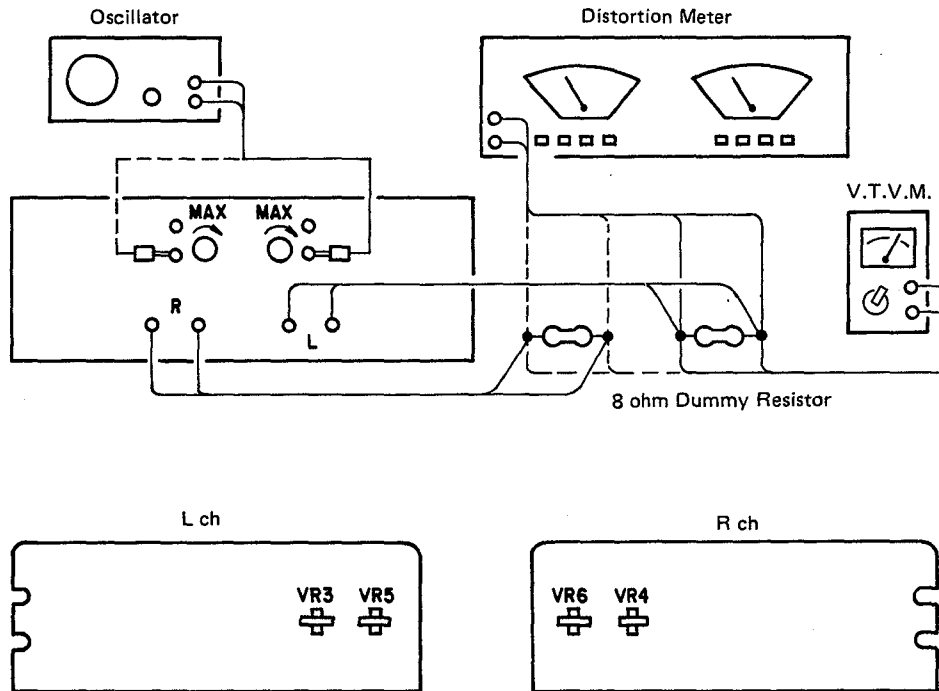 Oscillator
Distortion Meter
MAX MAX
V.T.V.M.
R
L
8 ohm Dummy Resistor
L ch
R ch
VR3 VR5
VR6 VR4